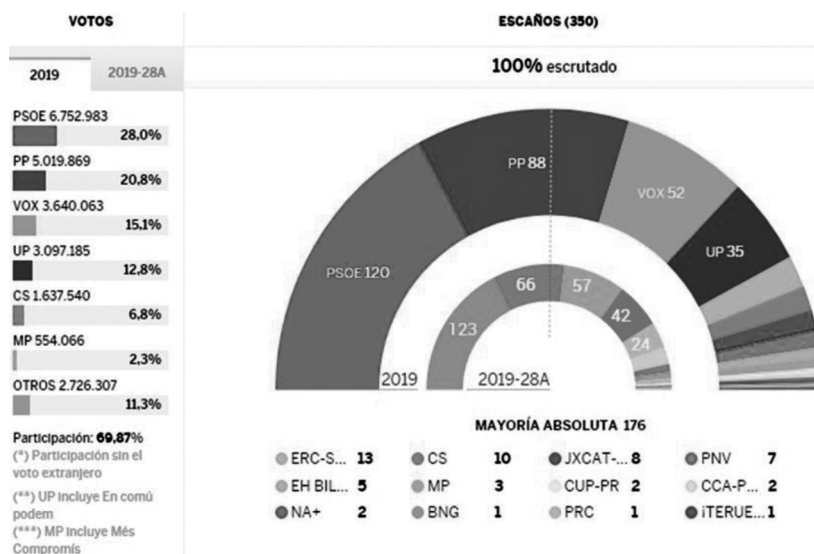 VOTOS
2019
2019-28A
PSOE 6.752.983
28,0%
PP 5.019.869
20,8%
VOX 3.640.063
15,1%
UP 3.097.185
12,8%
CS 1.637.540
6,8%
MP 554.066
2,3%
OTROS 2.726.307
11,3%
Participación: 69,87%
(*) Participación sin el
voto extranjero
(**) UP incluye En comú
podem
(***) MP incluye Més
Compromís
ESCAÑOS (350)
100% escrutado
PSOE 120
PP 88
VOX 52
UP 35
123
66
57
42
24
2019
2019-28A
MAYORÍA ABSOLUTA 176
ERC-S... 13
CS 10
JXCAT-... 8
PNV 7
EH BIL... 5
MP 3
CUP-PR 2
CCA-P... 2
NA+ 2
BNG 1
PRC 1
¡TERUE... 1